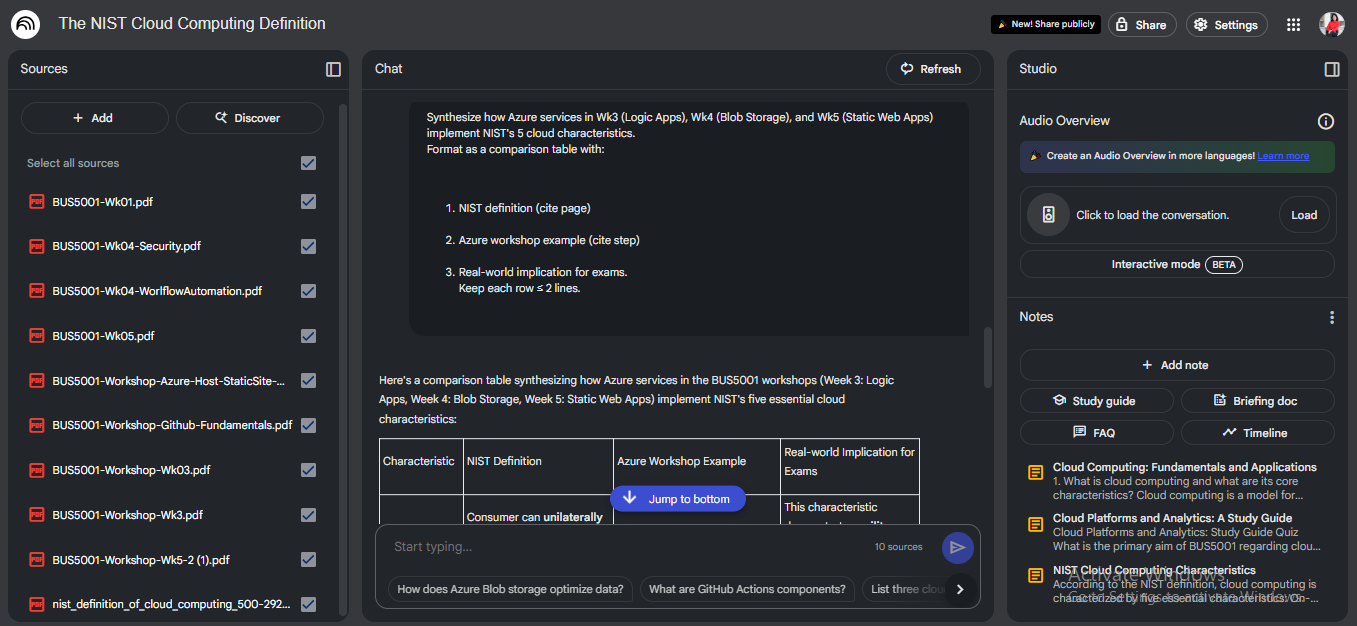 The NIST Cloud Computing Definition
New! Share publicly
Share
Settings
Sources
Add
Discover
Select all sources
BUS5001-Wk01.pdf
BUS5001-Wk04-Security.pdf
BUS5001-Wk04-WorlflowAutomation.pdf
BUS5001-Wk05.pdf
BUS5001-Workshop-Azure-Host-StaticSite-...
BUS5001-Workshop-Github-Fundamentals.pdf
BUS5001-Workshop-Wk03.pdf
BUS5001-Workshop-Wk3.pdf
BUS5001-Workshop-Wk5-2 (1).pdf
nist_definition_of_cloud_computing_500-292...
Chat
Refresh
Synthesize how Azure services in Wk3 (Logic Apps), Wk4 (Blob Storage), and Wk5 (Static Web Apps)
implement NIST's 5 cloud characteristics.
Format as a comparison table with:
1. NIST definition (cite page)
2. Azure workshop example (cite step)
3. Real-world implication for exams.
Keep each row ≤ 2 lines.
Here's a comparison table synthesizing how Azure services in the BUS5001 workshops (Week 3: Logic
Apps, Week 4: Blob Storage, Week 5: Static Web Apps) implement NIST's five essential cloud
characteristics:
Characteristic
NIST Definition
Azure Workshop Example
Real-world Implication for
Exams
Consumer can unilaterally
This characteristic
Jump to bottom
Start typing...
10 sources
How does Azure Blob storage optimize data?
What are GitHub Actions components?
List three clou
Studio
Audio Overview
Create an Audio Overview in more languages! Learn more
Click to load the conversation.
Load
Interactive mode BETA
Notes
Add note
Study guide
Briefing doc
FAQ
Timeline
Cloud Computing: Fundamentals and Applications
1. What is cloud computing and what are its core
characteristics? Cloud computing is a model for...
Cloud Platforms and Analytics: A Study Guide
Cloud Platforms and Analytics: Study Guide Quiz
What is the primary aim of BUS5001 regarding clou...
NIST Cloud Computing Characteristics
According to the NIST definition, cloud computing is
characterized by five essential characteristics: On-...
Activate Windows
Go to Settings to activate Windows.